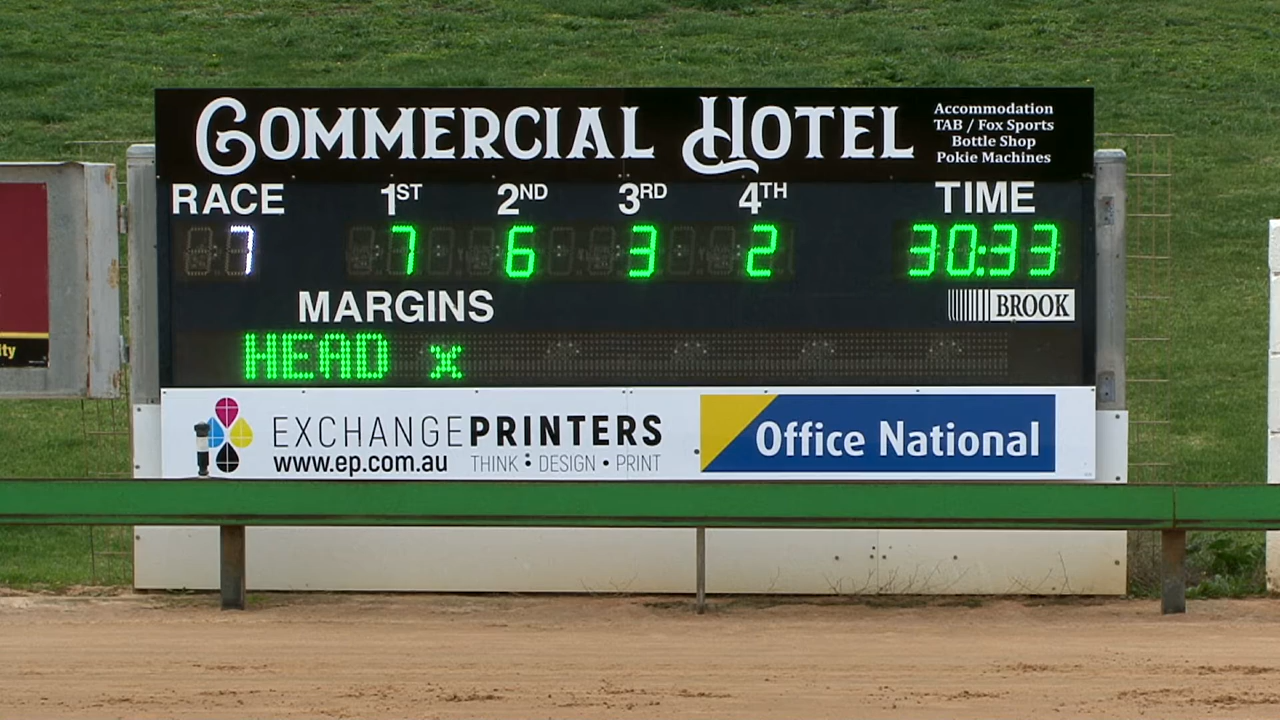 COMMERCIAL HOTEL
Accommodation
TAB / Fox Sports
Bottle Shop
Pokie Machines
RACE 1ST 2ND 3RD 4TH TIME
7 7 6 3 2 30:33
MARGINS
BROOK
HEAD x
ity
EXCHANGEPRINTERS
www.ep.com.au THINK • DESIGN • PRINT
Office National